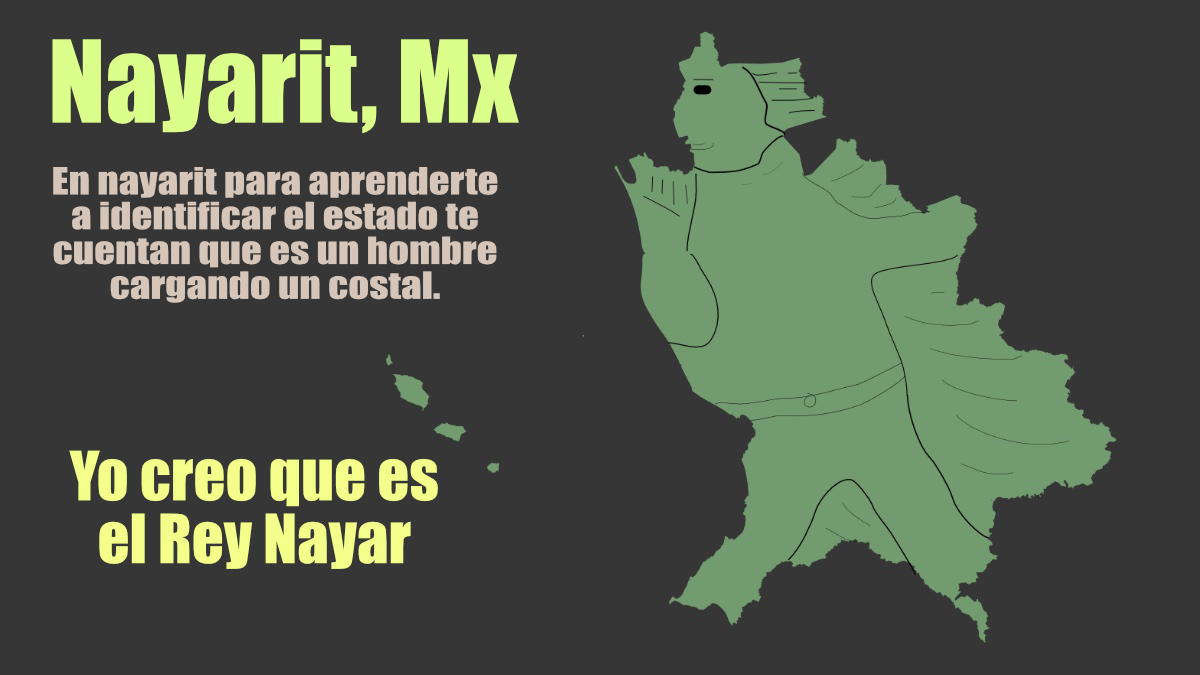 Nayarit, Mx
En nayarit para aprenderte
a identificar el estado te
cuentan que es un hombre
cargando un costal.
Yo creo que es
el Rey Nayar